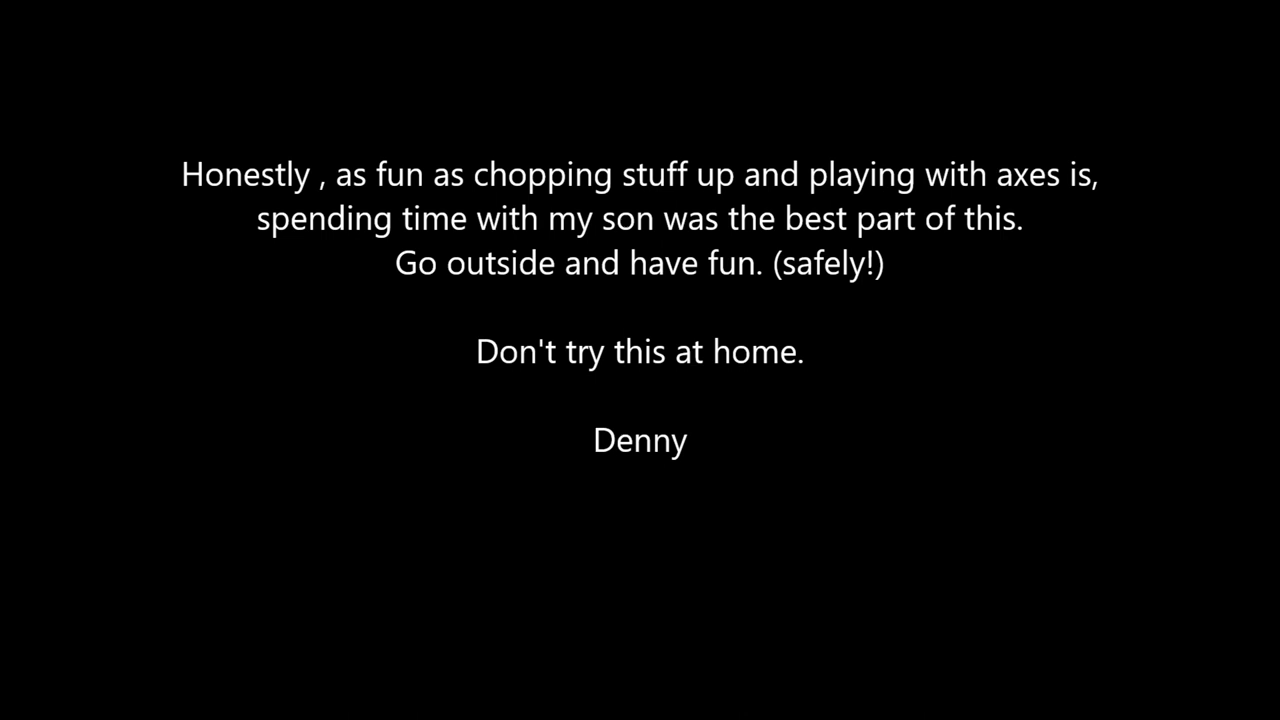 Honestly , as fun as chopping stuff up and playing with axes is,
spending time with my son was the best part of this.
Go outside and have fun. (safely!)
Don't try this at home.
Denny